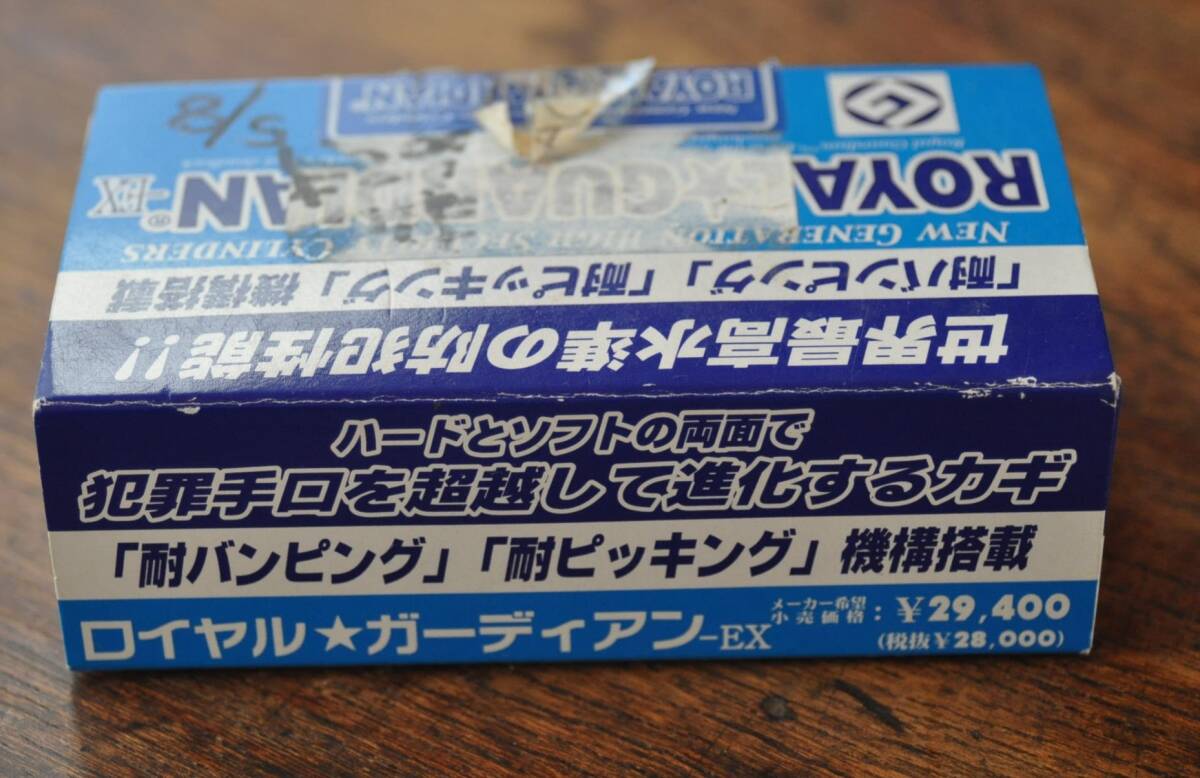 ROYAL★GUARDIAN®-EX
NEW GENERATION HIGH SECURITY CYLINDERS
「耐バンピング」「耐ピッキング」機構搭載
世界最高水準の防犯性能!!
ハードとソフトの両面で
犯罪手口を超越して進化するカギ
「耐バンピング」「耐ピッキング」機構搭載
ロイヤル★ガーディアン-EX
メーカー希望
小売価格:¥29,400
(税抜¥28,000)